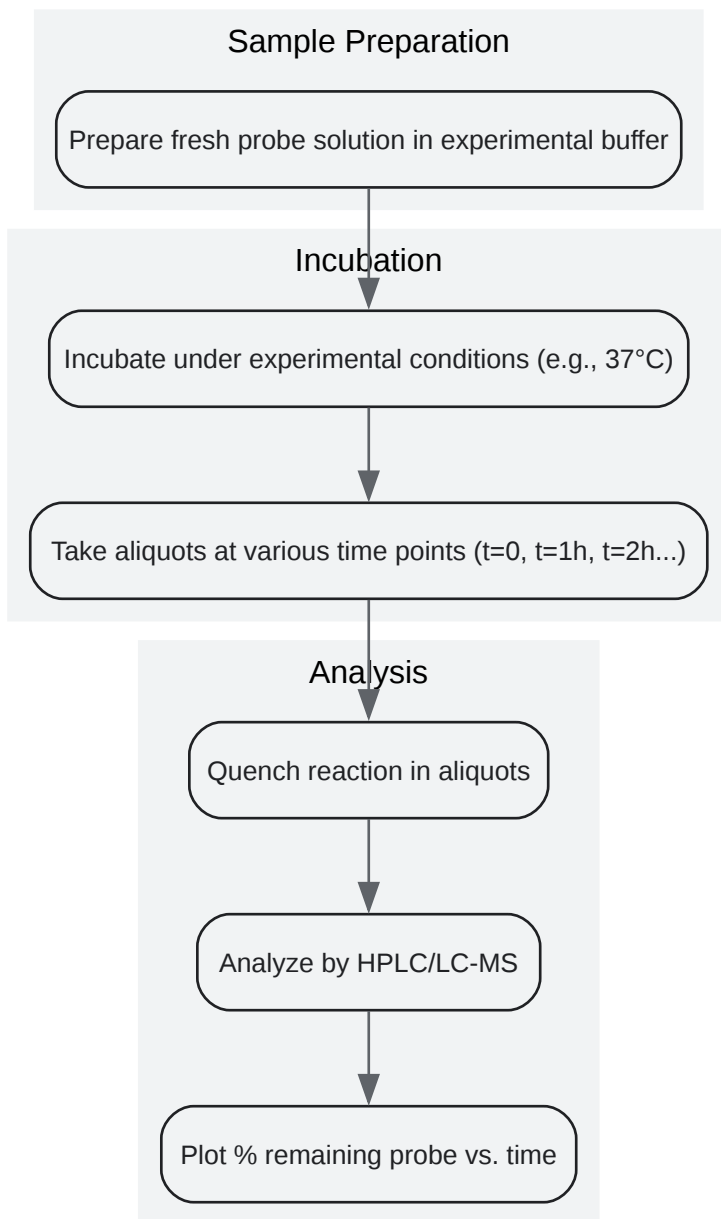 Sample Preparation
Prepare fresh probe solution in experimental buffer
Incubation
Incubate under experimental conditions (e.g., 37°C)
Take aliquots at various time points (t=0, t=1h, t=2h...)
Analysis
Quench reaction in aliquots
Analyze by HPLC/LC-MS
Plot % remaining probe vs. time